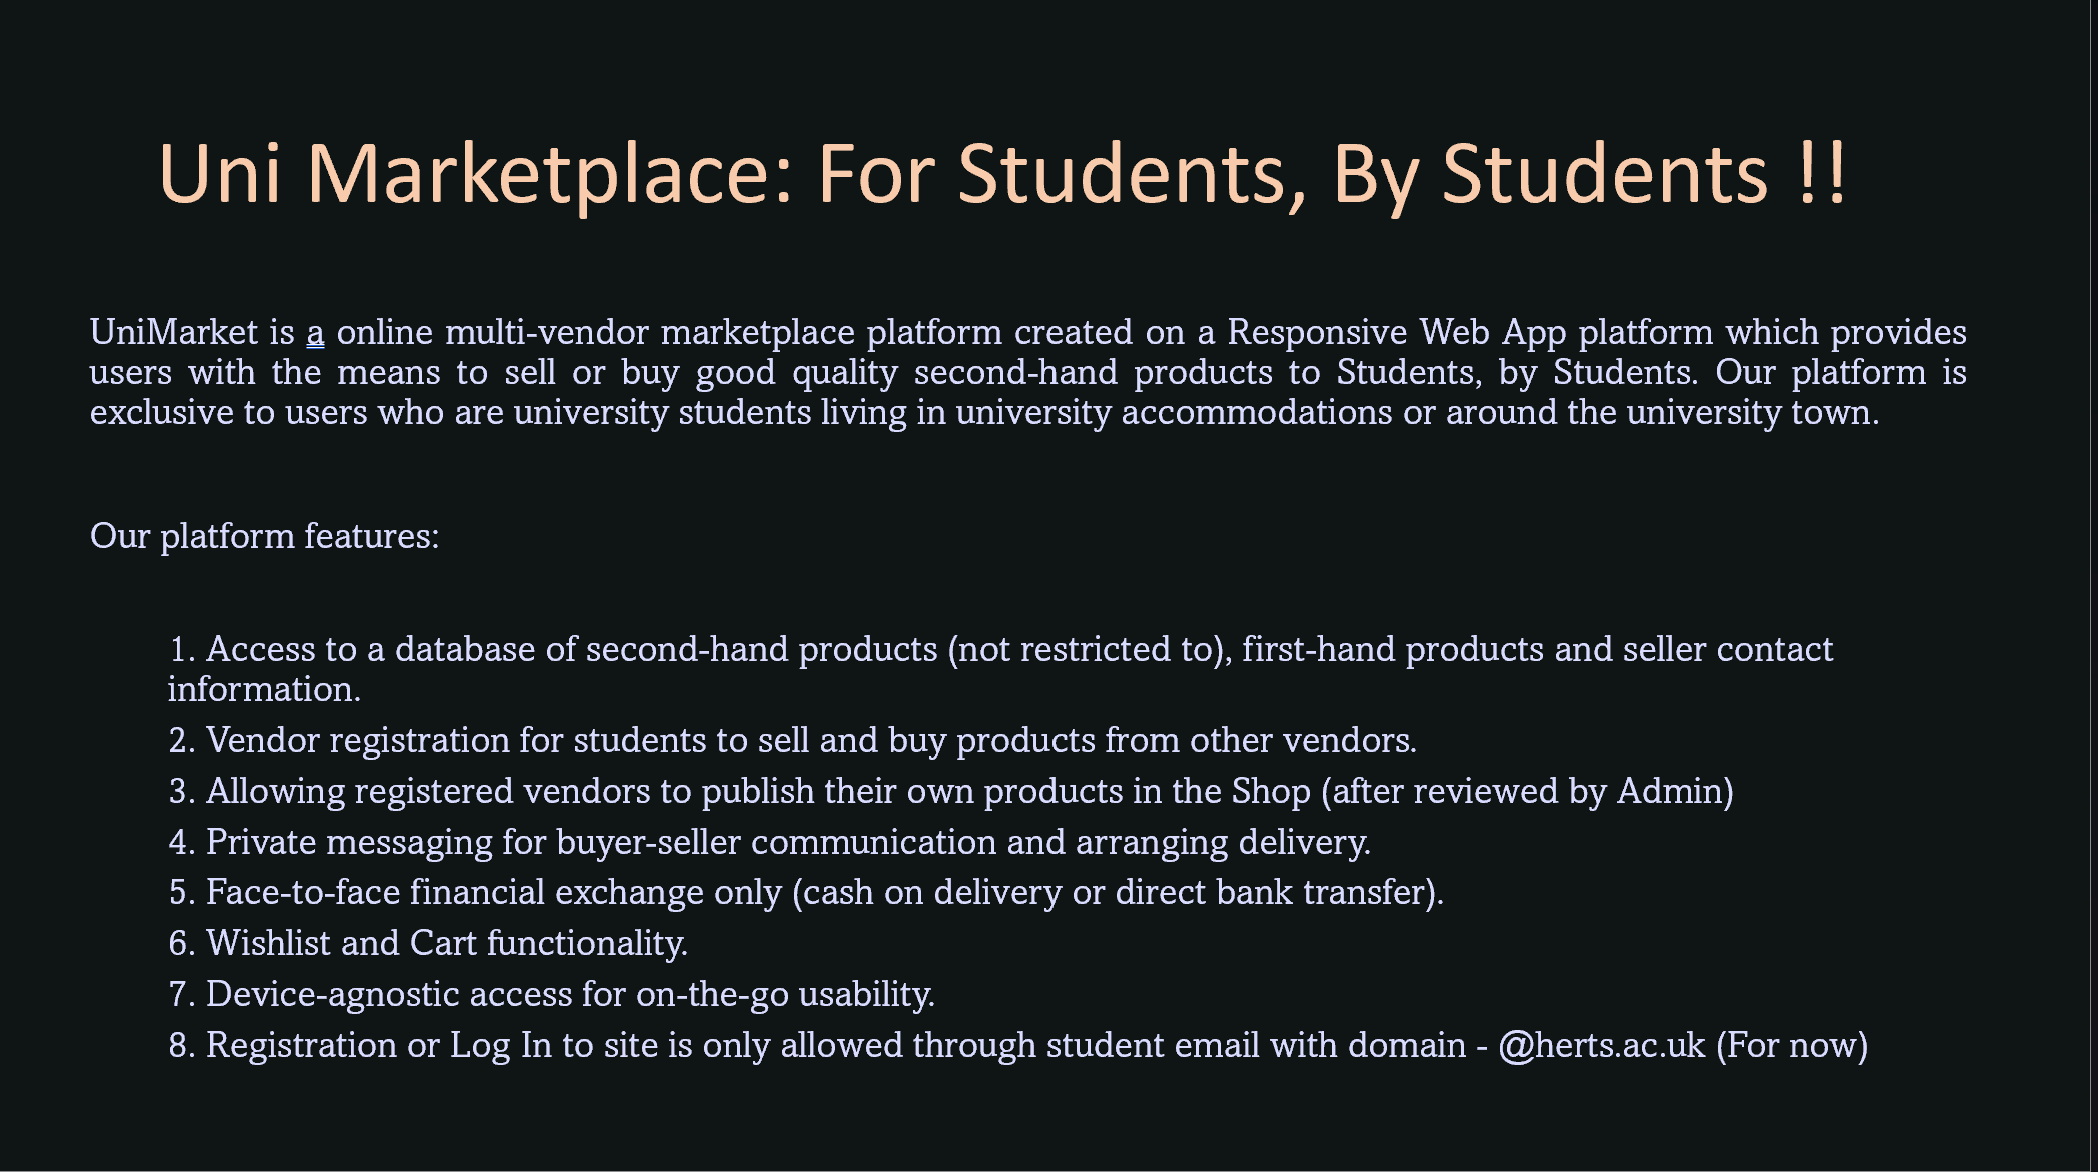 Uni Marketplace: For Students, By Students !!
UniMarket is a online multi-vendor marketplace platform created on a Responsive Web App platform which provides
users with the means to sell or buy good quality second-hand products to Students, by Students. Our platform is
exclusive to users who are university students living in university accommodations or around the university town.
Our platform features:
1. Access to a database of second-hand products (not restricted to), first-hand products and seller contact
information.
2. Vendor registration for students to sell and buy products from other vendors.
3. Allowing registered vendors to publish their own products in the Shop (after reviewed by Admin)
4. Private messaging for buyer-seller communication and arranging delivery.
5. Face-to-face financial exchange only (cash on delivery or direct bank transfer).
6. Wishlist and Cart functionality.
7. Device-agnostic access for on-the-go usability.
8. Registration or Log In to site is only allowed through student email with domain - @herts.ac.uk (For now)